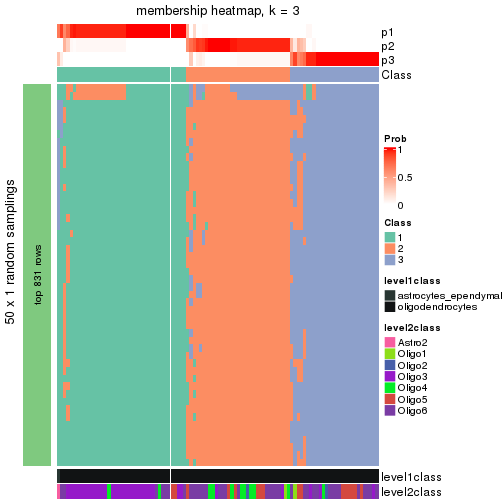 membership heatmap, k = 3
p1
p2
p3
Class
50 x 1 random samplings
top 831 rows
Prob
1
0.5
0
Class
1
2
3
level1class
astrocytes_ependymal
oligodendrocytes
level2class
Astro2
Oligo1
Oligo2
Oligo3
Oligo4
Oligo5
Oligo6
level1class
level2class